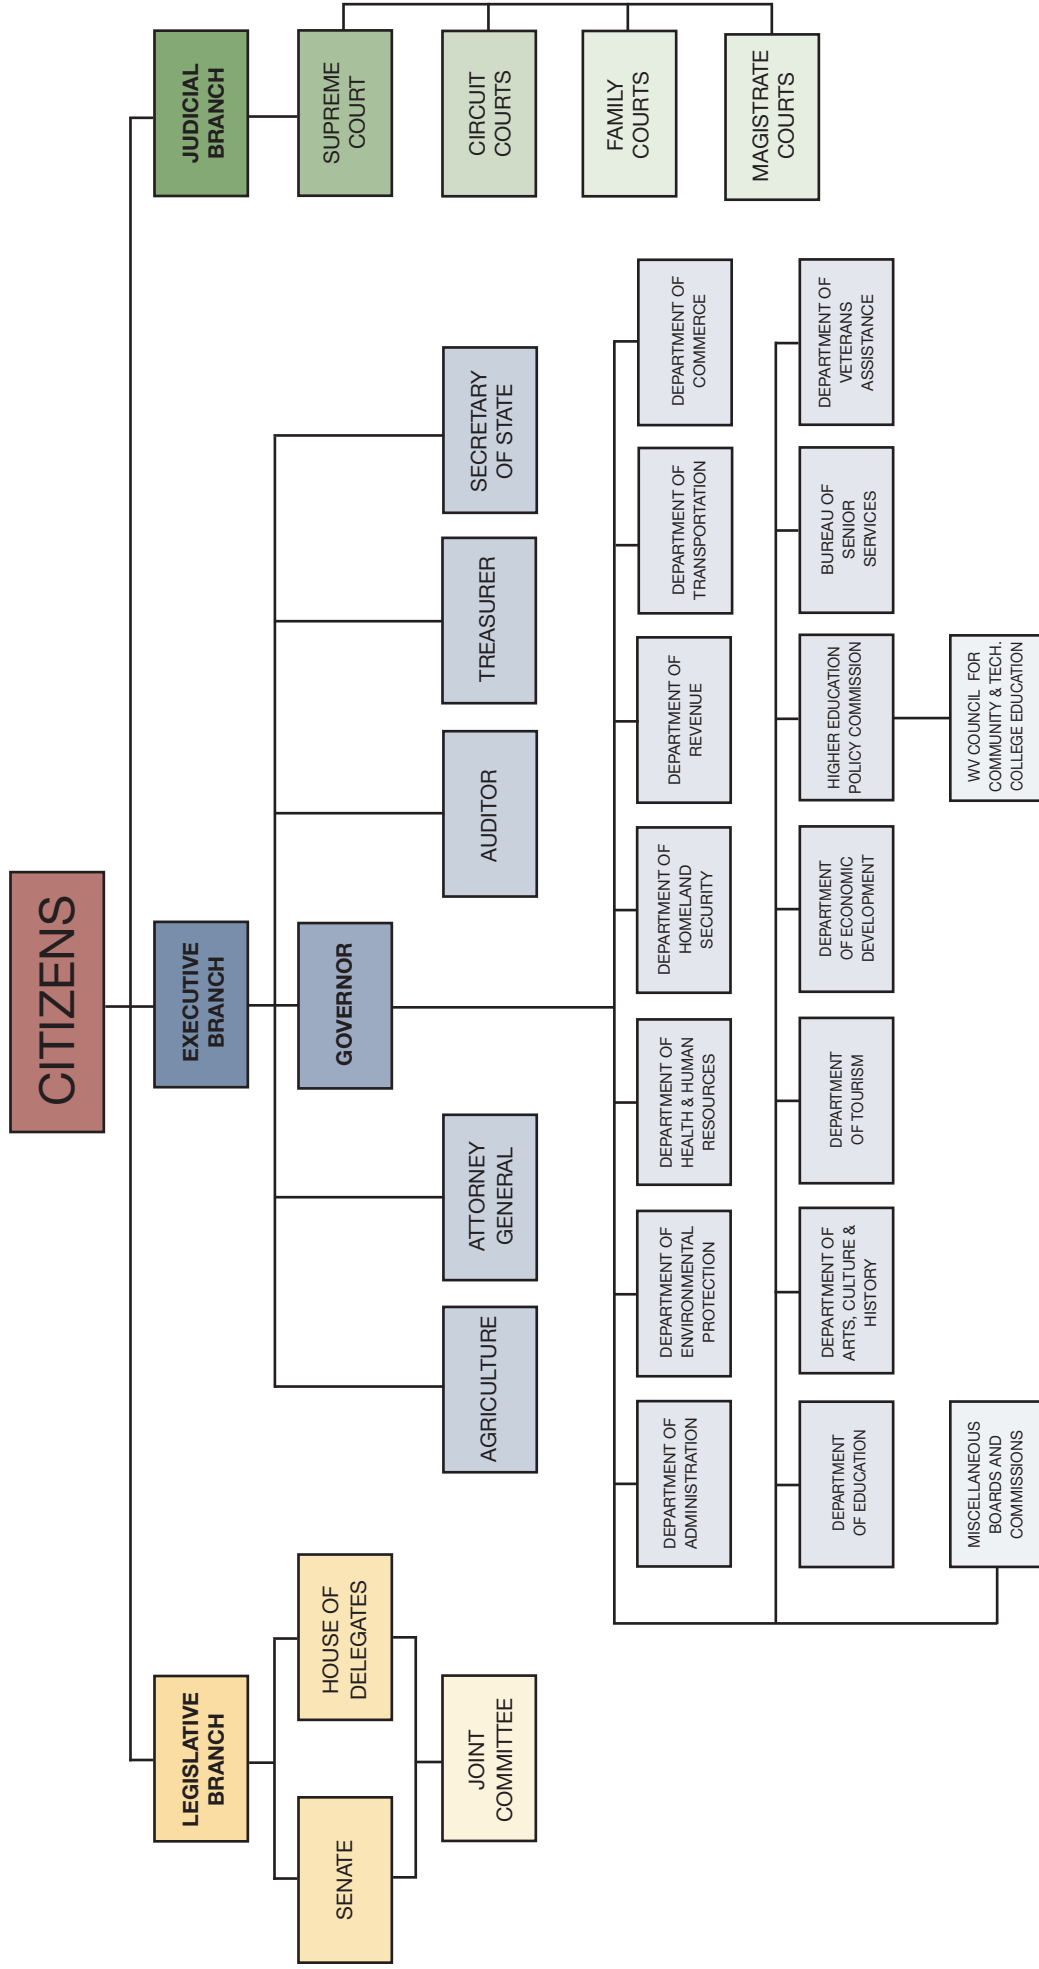 CITIZENS
LEGISLATIVE
BRANCH
EXECUTIVE
BRANCH
JUDICIAL
BRANCH
SENATE
HOUSE OF
DELEGATES
GOVERNOR
SUPREME
COURT
JOINT
COMMITTEE
AGRICULTURE
ATTORNEY
GENERAL
AUDITOR
TREASURER
SECRETARY
OF STATE
CIRCUIT
COURTS
FAMILY
COURTS
MAGISTRATE
COURTS
DEPARTMENT OF
ADMINISTRATION
DEPARTMENT OF
ENVIRONMENTAL
PROTECTION
DEPARTMENT OF
HEALTH & HUMAN
RESOURCES
DEPARTMENT OF
HOMELAND
SECURITY
DEPARTMENT OF
REVENUE
DEPARTMENT OF
TRANSPORTATION
DEPARTMENT OF
COMMERCE
DEPARTMENT
OF EDUCATION
DEPARTMENT OF
ARTS, CULTURE &
HISTORY
DEPARTMENT
OF TOURISM
DEPARTMENT
OF ECONOMIC
DEVELOPMENT
HIGHER EDUCATION
POLICY COMMISSION
BUREAU OF
SENIOR
SERVICES
DEPARTMENT OF
VETERANS
ASSISTANCE
MISCELLANEOUS
BOARDS AND
COMMISSIONS
WV COUNCIL FOR
COMMUNITY & TECH.
COLLEGE EDUCATION